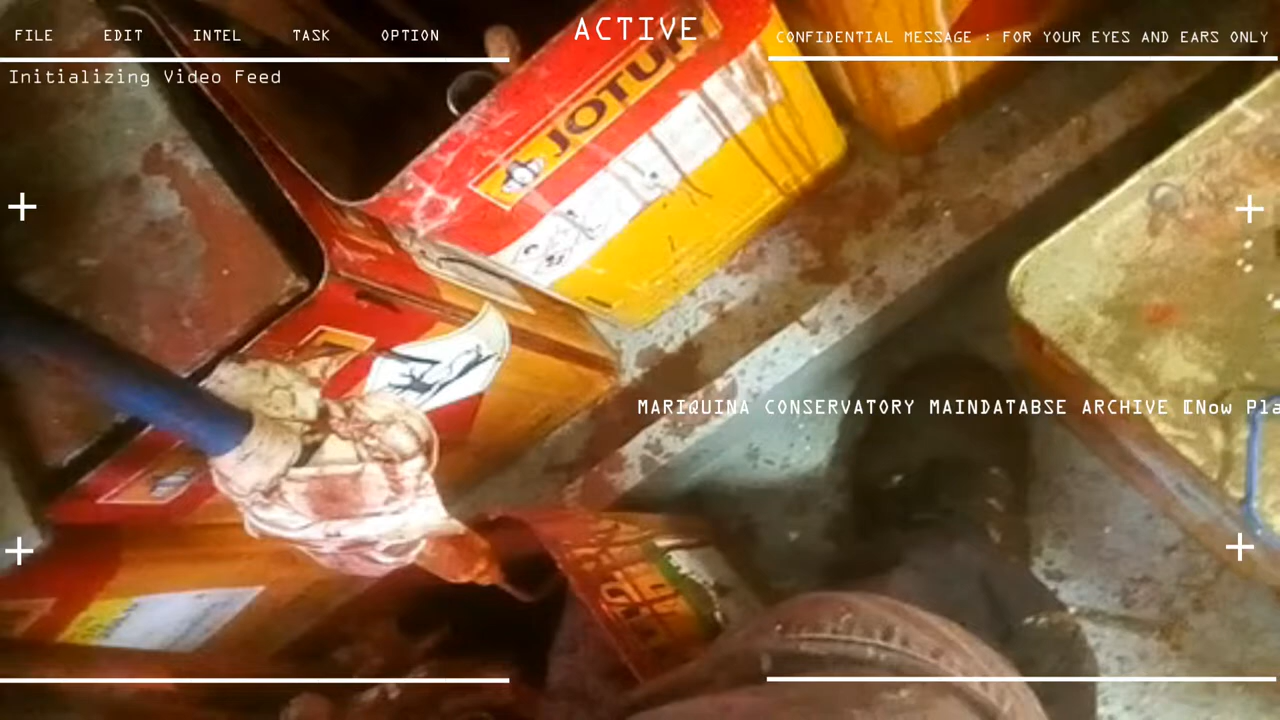 FILE EDIT INTEL TASK OPTION
ACTIVE
CONFIDENTIAL MESSAGE : FOR YOUR EYES AND EARS ONLY
Initializing Video Feed
JOTUN
MARIQUINA CONSERVATORY MAINDATABSE ARCHIVE [Now Pla